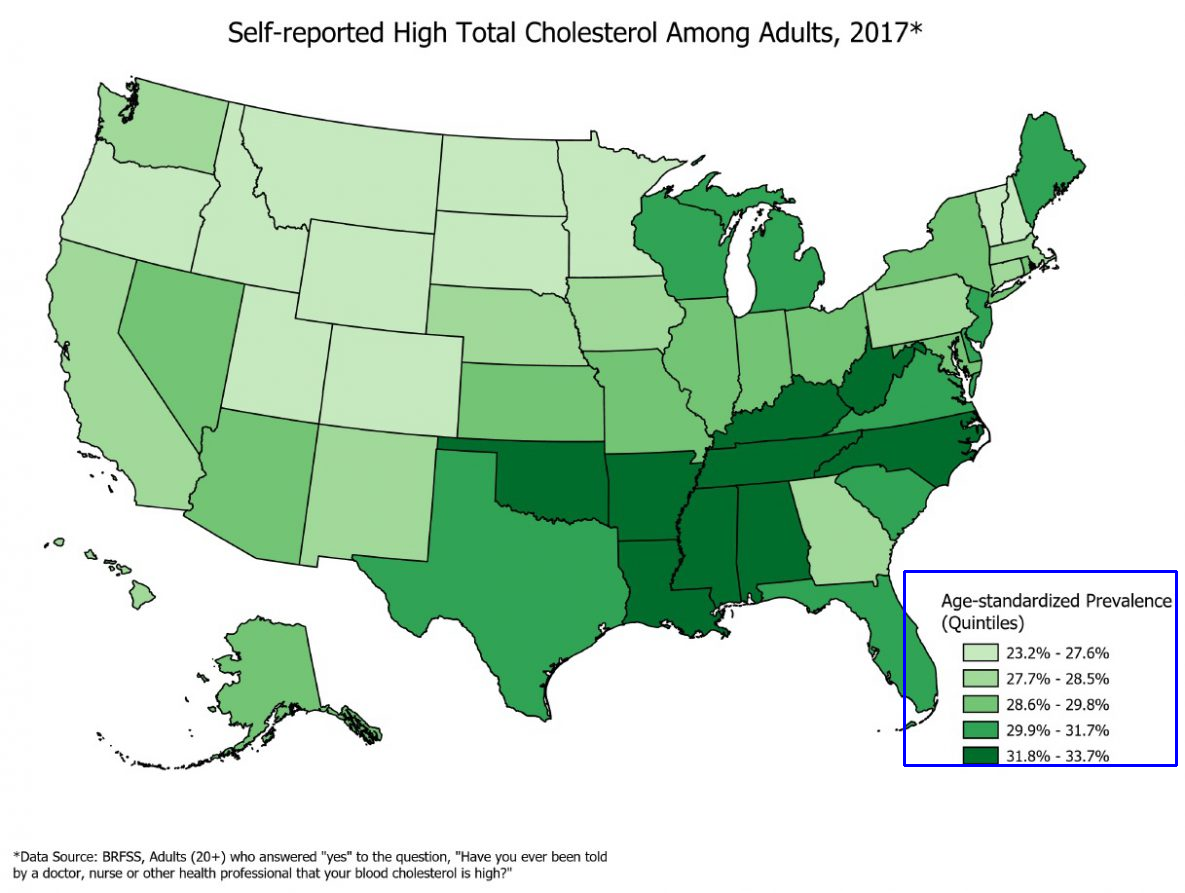 Self-reported High Total Cholesterol Among Adults, 2017*
Age-standardized Prevalence
(Quintiles)
23.2% - 27.6%
27.7% - 28.5%
28.6% - 29.8%
29.9% - 31.7%
31.8% - 33.7%
*Data Source: BRFSS, Adults (20+) who answered "yes" to the question, "Have you ever been told
by a doctor, nurse or other health professional that your blood cholesterol is high?"